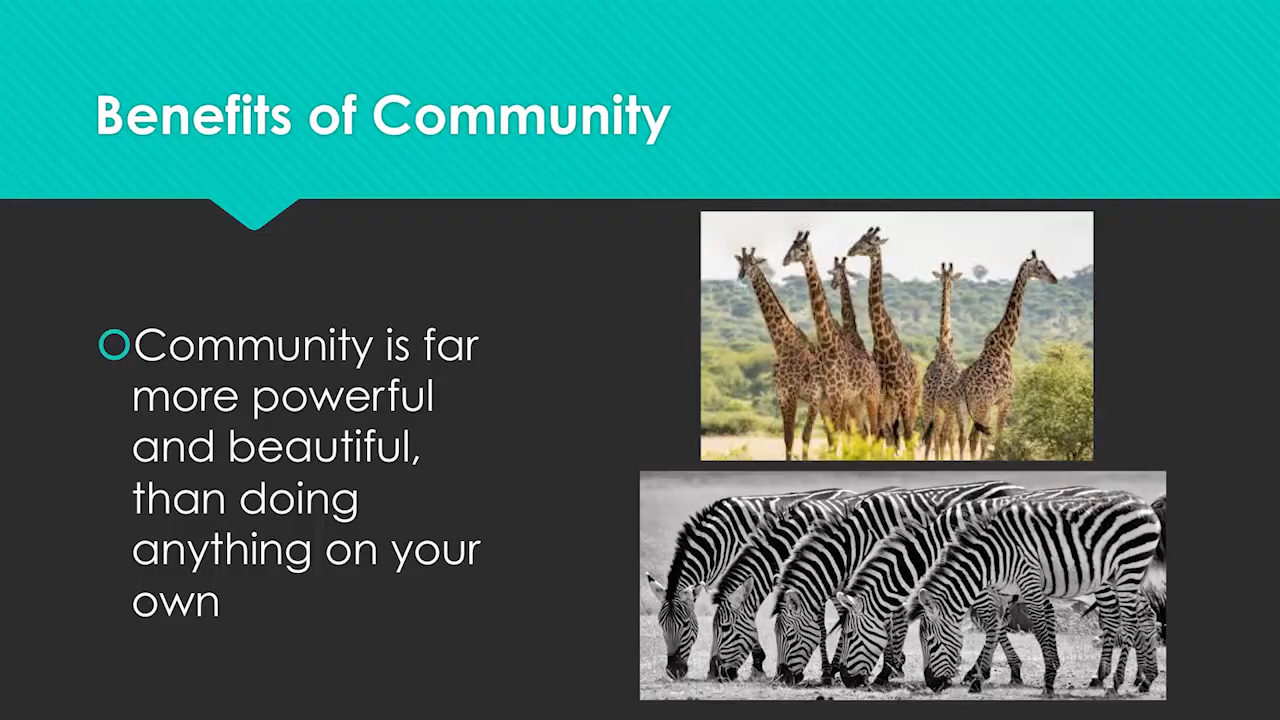 Benefits of Community
Community is far
more powerful
and beautiful,
than doing
anything on your
own